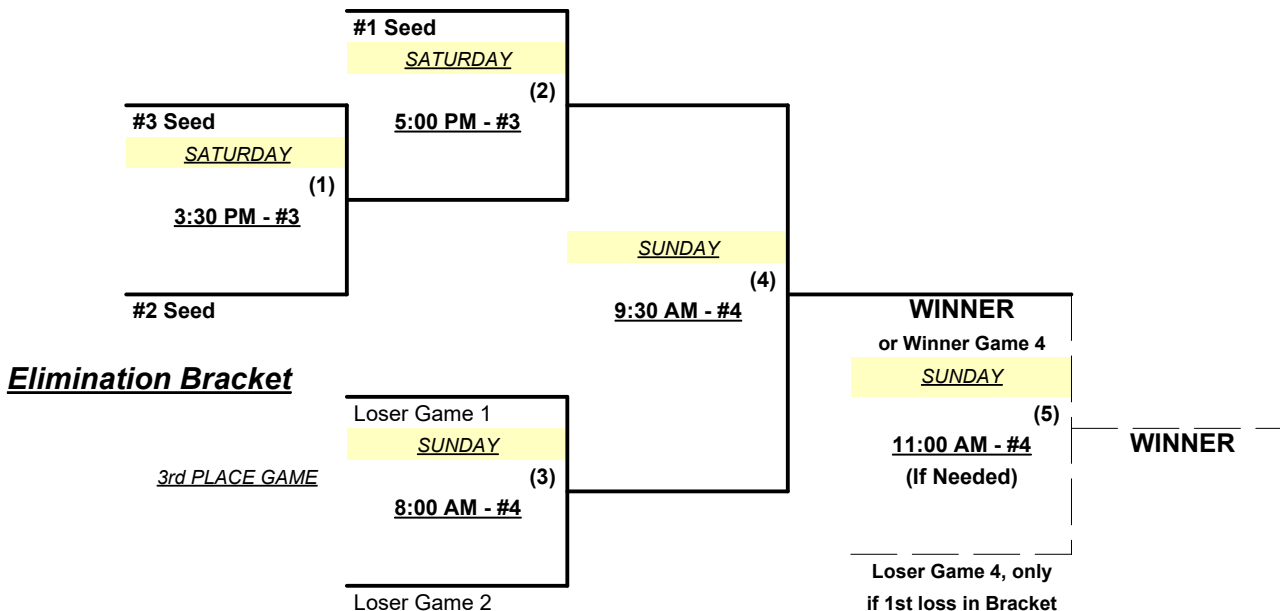 #1 Seed
SATURDAY
(2)
5:00 PM - #3
#3 Seed
SATURDAY
(1)
3:30 PM - #3
#2 Seed
SUNDAY
(4)
9:30 AM - #4
WINNER
or Winner Game 4
SUNDAY
(5)
11:00 AM - #4
(If Needed)
WINNER
Loser Game 4, only
if 1st loss in Bracket
Elimination Bracket
Loser Game 1
SUNDAY
3rd PLACE GAME
(3)
8:00 AM - #4
Loser Game 2